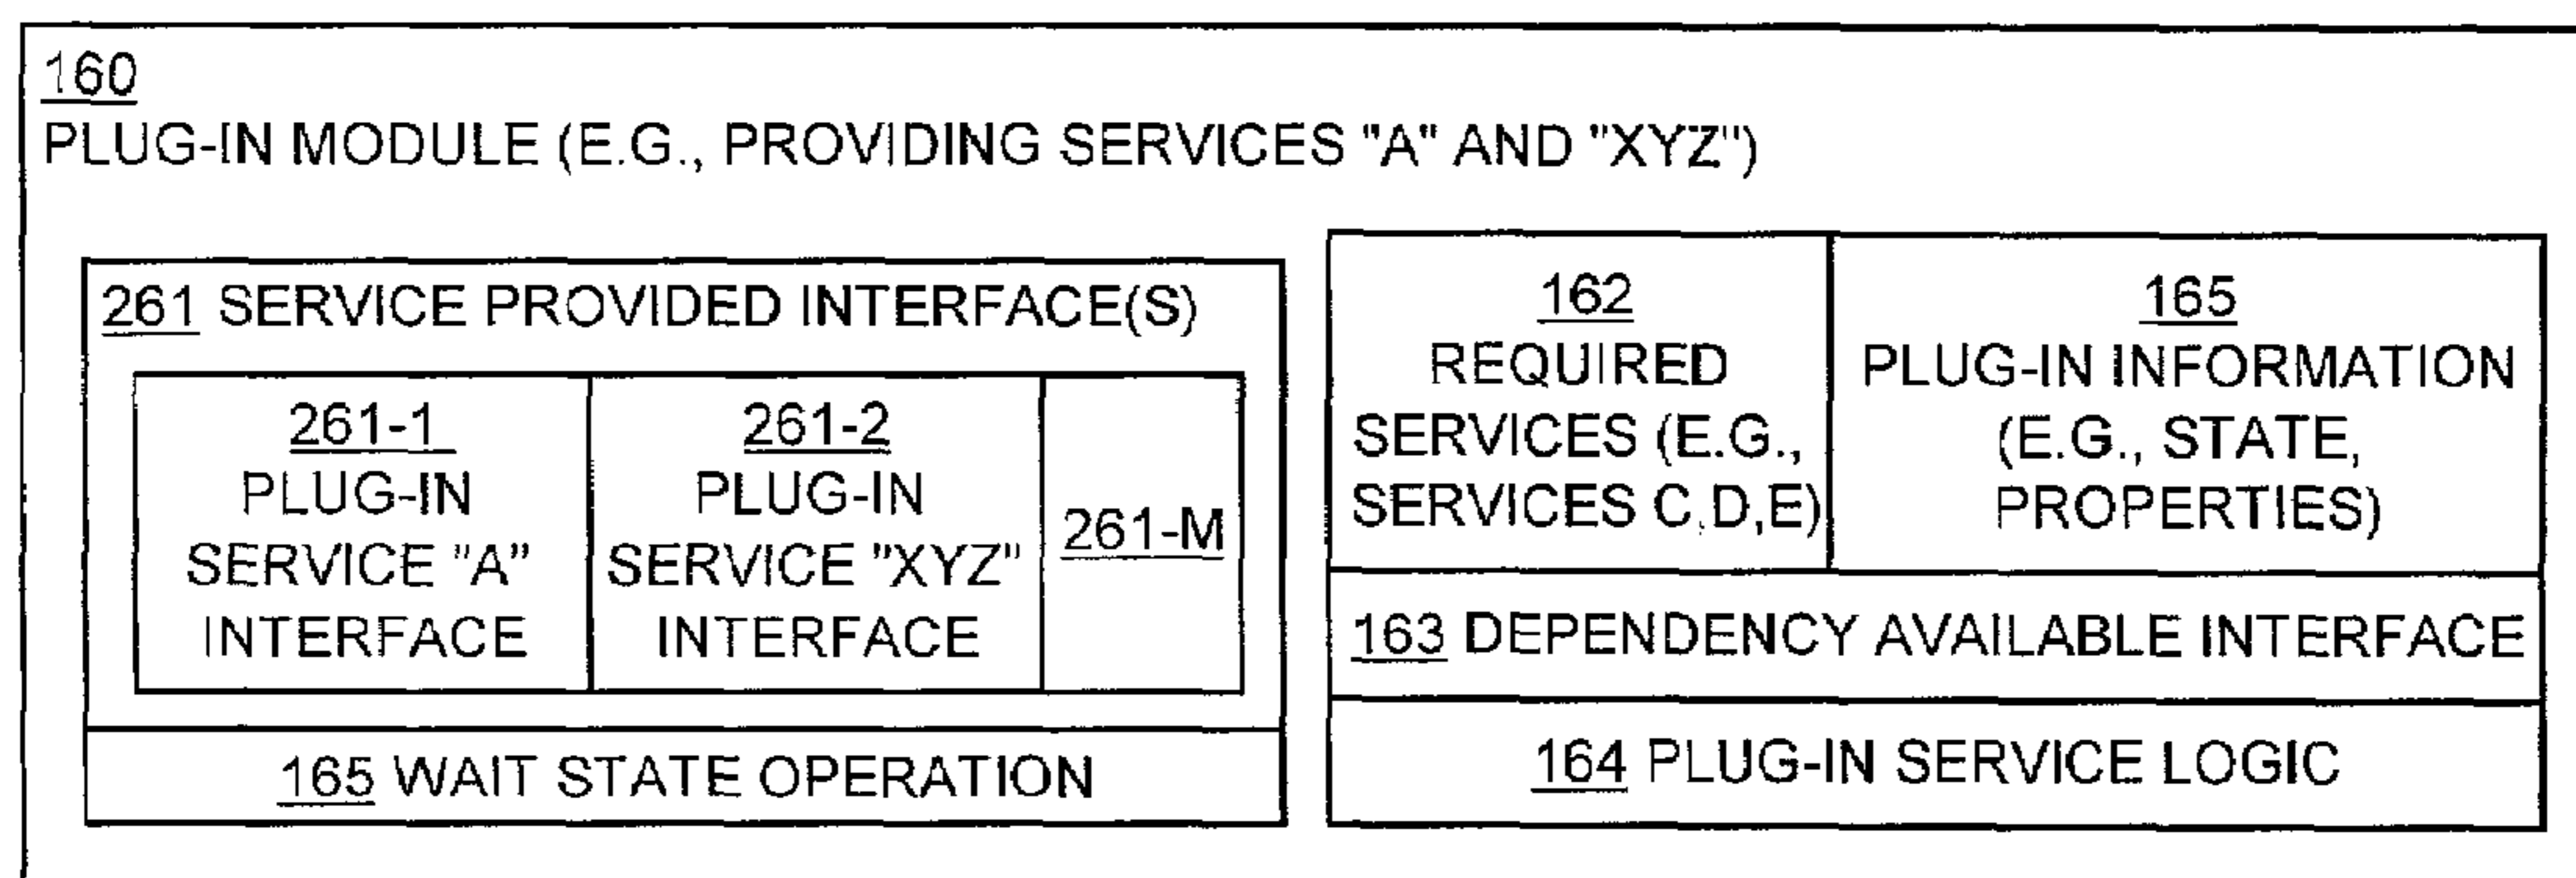 160
PLUG-IN MODULE (E.G., PROVIDING SERVICES "A" AND "XYZ")
261 SERVICE PROVIDED INTERFACE(S)
261-1
PLUG-IN
SERVICE "A"
INTERFACE
261-2
PLUG-IN
SERVICE "XYZ"
INTERFACE
261-M
165 WAIT STATE OPERATION
162
REQUIRED
SERVICES (E.G.,
SERVICES C,D,E)
165
PLUG-IN INFORMATION
(E.G., STATE,
PROPERTIES)
163 DEPENDENCY AVAILABLE INTERFACE
164 PLUG-IN SERVICE LOGIC